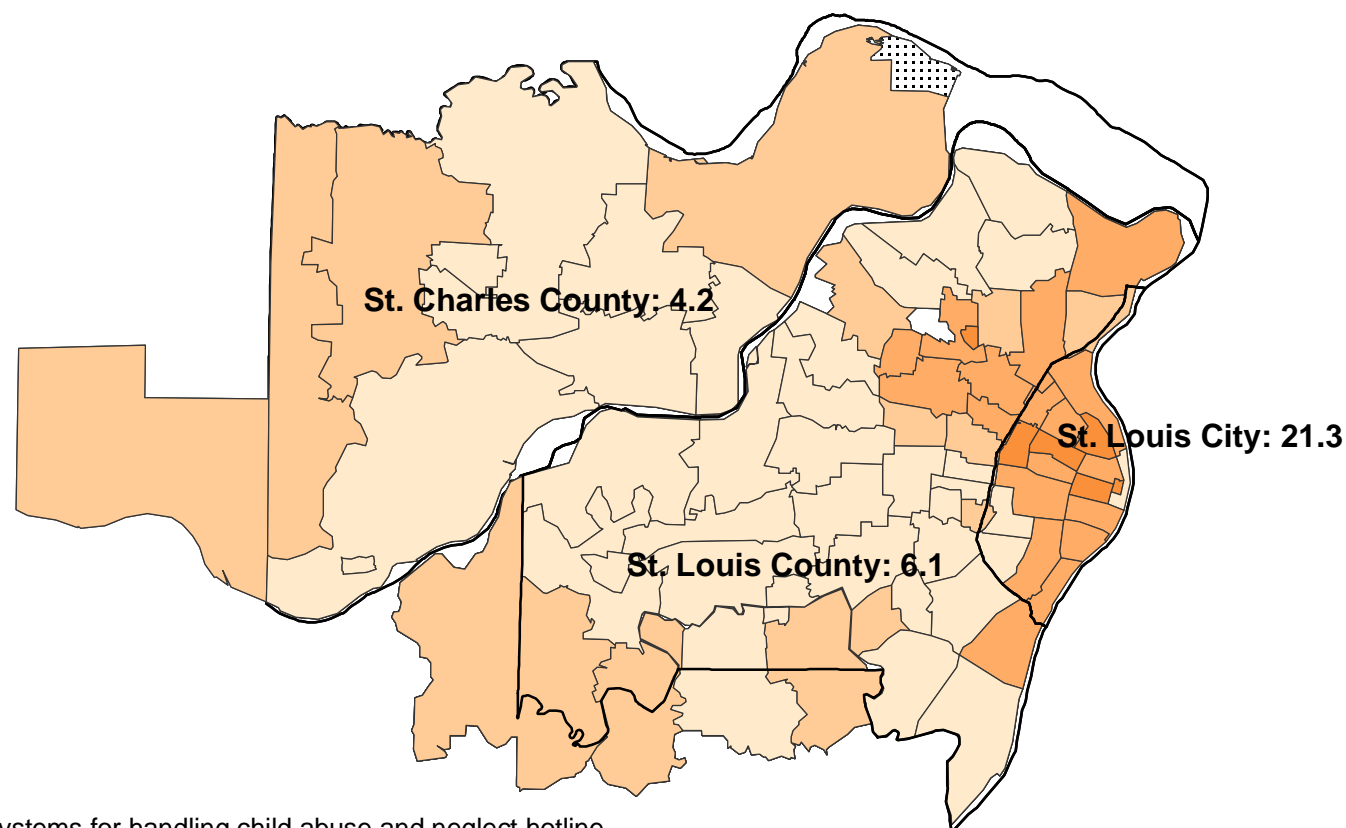 St. Charles County: 4.2
St. Louis City: 21.3
St. Louis County: 6.1
systems for handling child abuse and neglect hotline